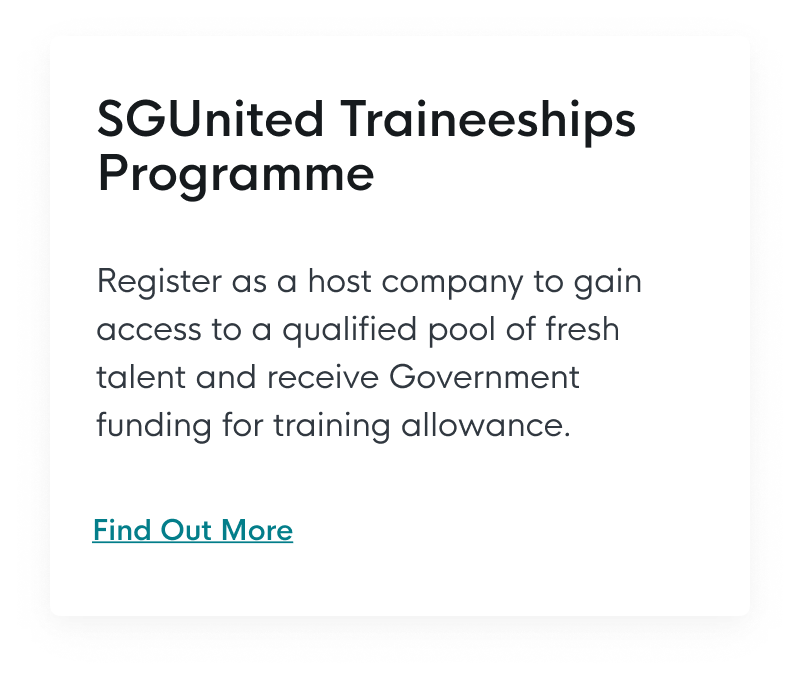 SGUnited Traineeships
Programme
Register as a host company to gain
access to a qualified pool of fresh
talent and receive Government
funding for training allowance.
Find Out More